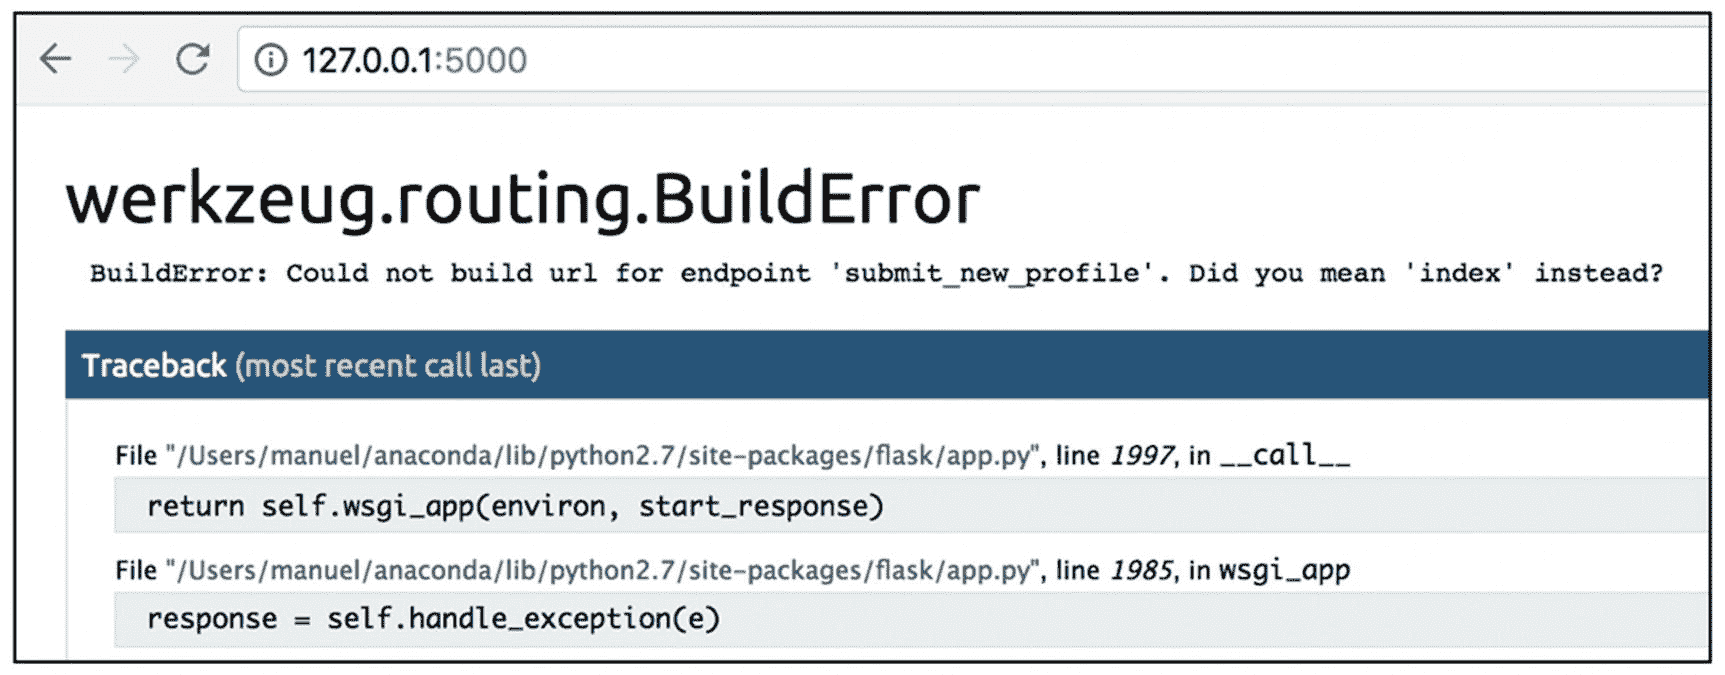 127.0.0.1:5000
werkzeug.routing.BuildError
BuildError: Could not build url for endpoint 'submit_new_profile'. Did you mean 'index' instead?
Traceback (most recent call last)
File "/Users/manuel/anaconda/lib/python2.7/site-packages/flask/app.py", line 1997, in __call__
return self.wsgi_app(environ, start_response)
File "/Users/manuel/anaconda/lib/python2.7/site-packages/flask/app.py", line 1985, in wsgi_app
response = self.handle_exception(e)